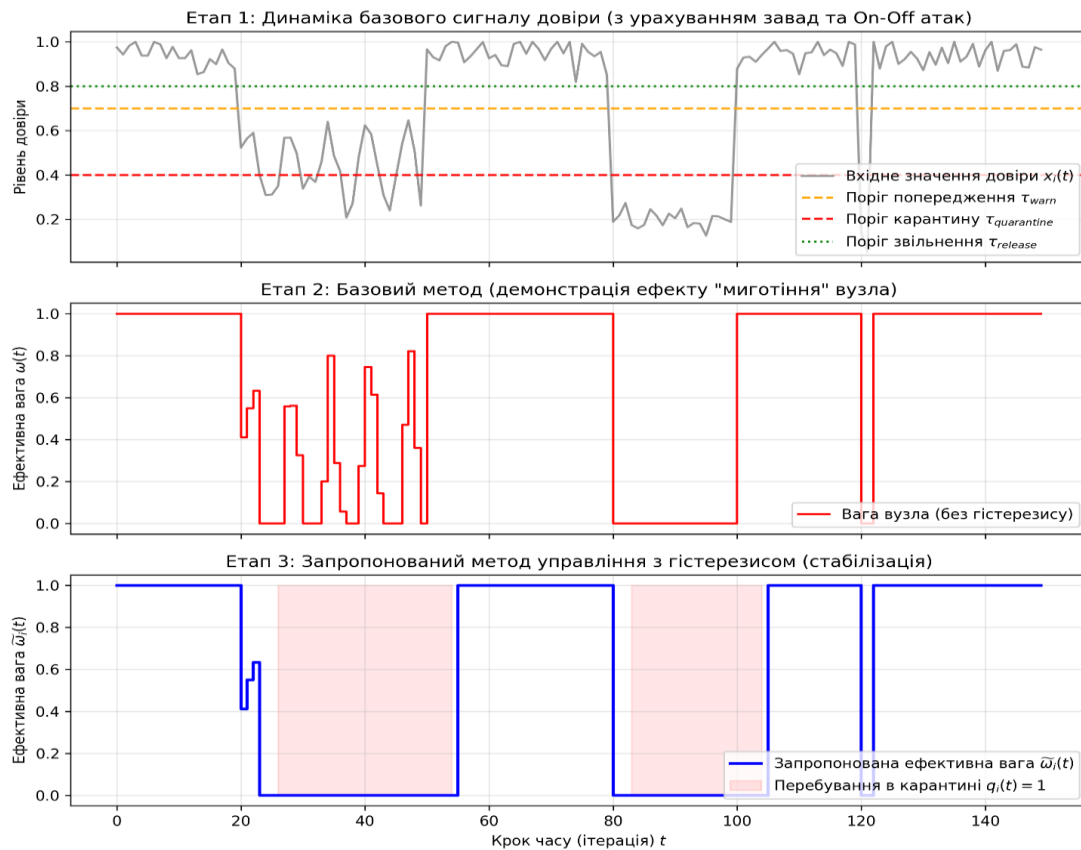 Етап 1: Динаміка базового сигналу довіри (з урахуванням завад та On-Off атак)
Рівень довіри
1.0
0.8
0.6
0.4
0.2
Вхідне значення довіри xᵢ(t)
Поріг попередження τ_warn
Поріг карантину τ_quarantine
Поріг звільнення τ_release
Етап 2: Базовий метод (демонстрація ефекту "миготіння" вузла)
Ефективна вага ω(t)
1.0
0.8
0.6
0.4
0.2
0.0
Вага вузла (без гістерезису)
Етап 3: Запропонований метод управління з гістерезисом (стабілізація)
Ефективна вага ω̃ᵢ(t)
1.0
0.8
0.6
0.4
0.2
0.0
Запропонована ефективна вага ω̃ᵢ(t)
Перебування в карантині qᵢ(t) = 1
0 20 40 60 80 100 120 140
Крок часу (ітерація) t